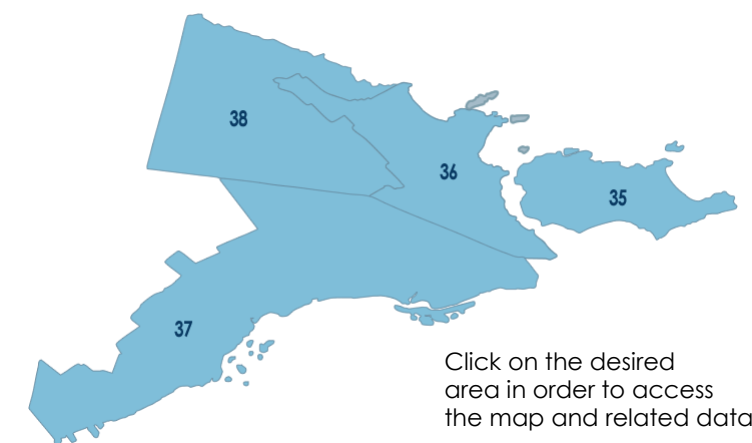 38
36
35
37
Click on the desired
area in order to access
the map and related data